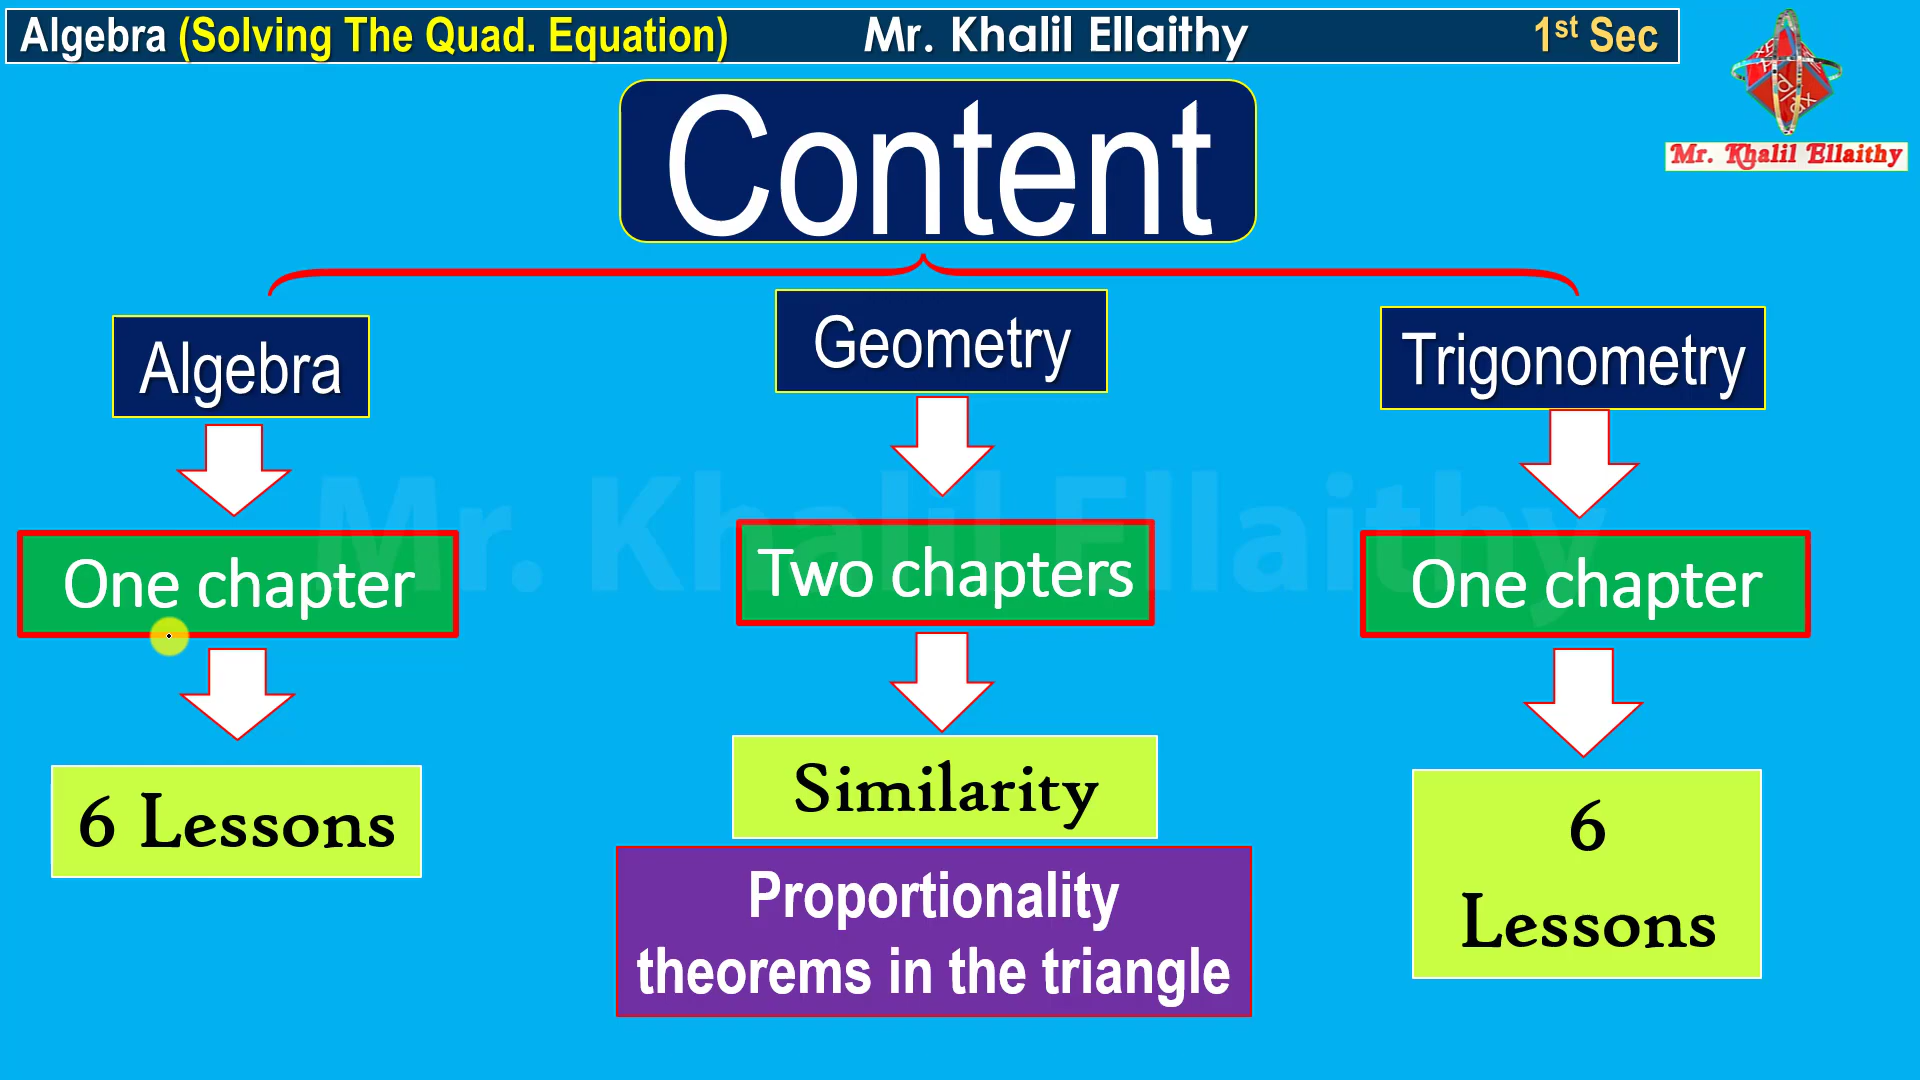 Algebra (Solving The Quad. Equation) Mr. Khalil Ellaithy 1st Sec
Mr. Khalil Ellaithy
Content
Algebra Geometry Trigonometry
Mr. Khalil Ellaithy
One chapter Two chapters One chapter
6 Lessons
Similarity
Proportionality
theorems in the triangle
6
Lessons